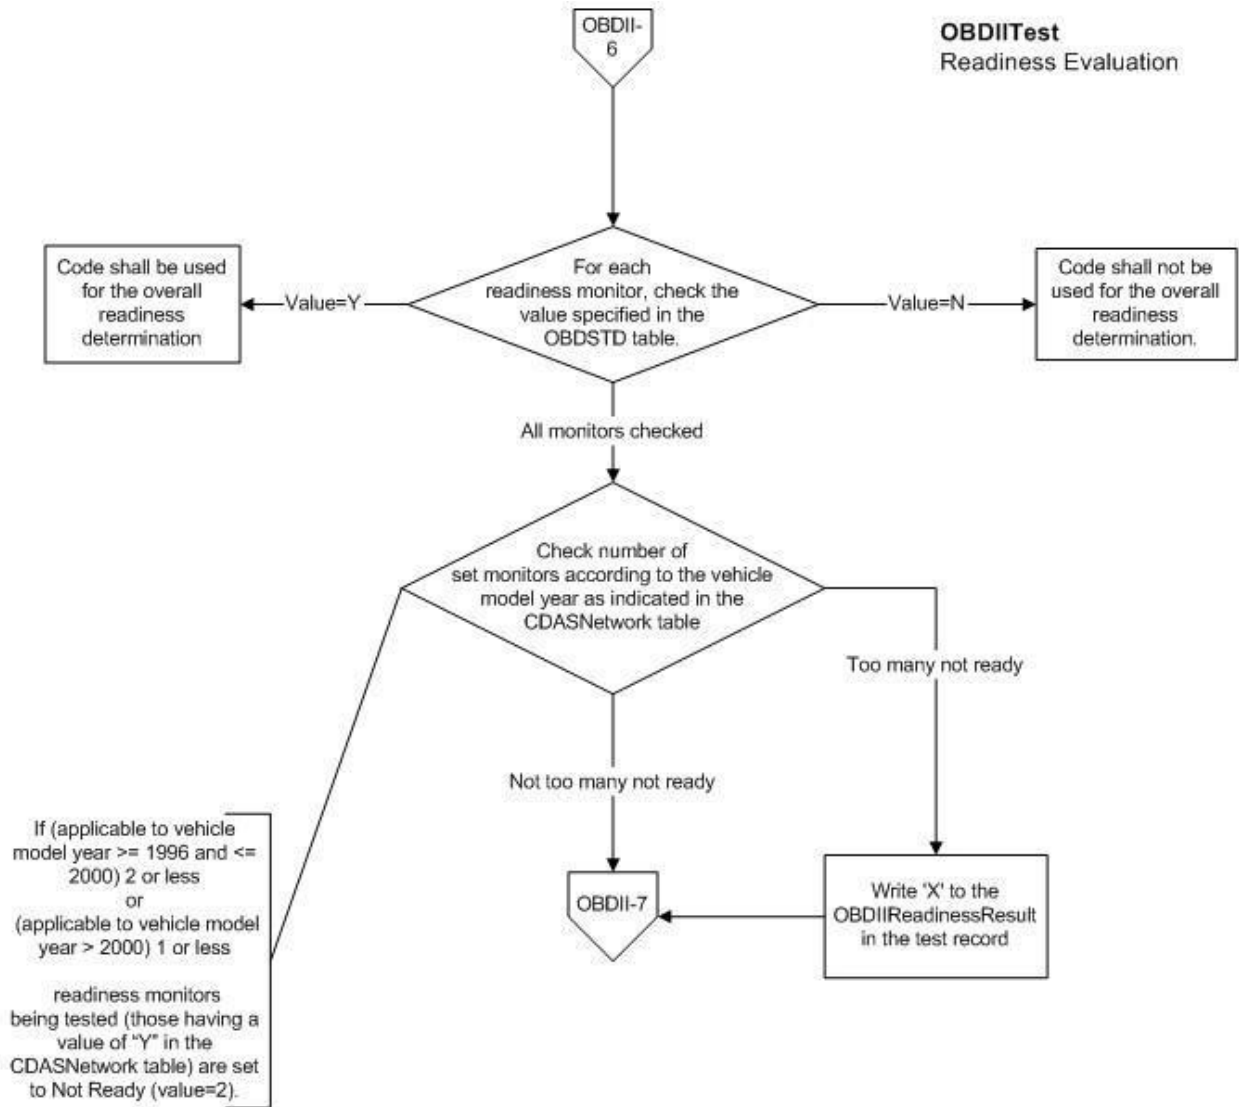 OBDII-
6
OBDIITest
Readiness Evaluation
Code shall be used
for the overall
readiness
determination
Value=Y
For each
readiness monitor, check the
value specified in the
OBDSTD table.
Value=N
Code shall not be
used for the overall
readiness
determination.
All monitors checked
Check number of
set monitors according to the vehicle
model year as indicated in the
CDASNetwork table
Too many not ready
Not too many not ready
If (applicable to vehicle
model year >= 1996 and <=
2000) 2 or less
or
(applicable to vehicle model
year > 2000) 1 or less
readiness monitors
being tested (those having a
value of “Y” in the
CDASNetwork table) are set
to Not Ready (value=2).
OBDII-7
Write 'X' to the
OBDIIReadinessResult
in the test record